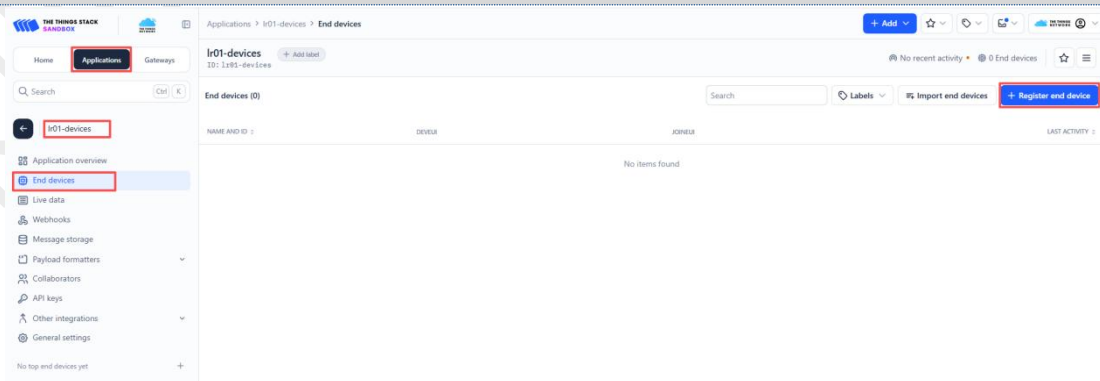 THE THINGS STACK
SANDBOX
Applications > lr01-devices > End devices
+ Add
THE THINGS NETWORK
Home
Applications
Gateways
lr01-devices
+ Add label
ID: lr01-devices
No recent activity
0 End devices
Search
Ctrl
K
End devices (0)
Search
Labels
Import end devices
+ Register end device
lr01-devices
NAME AND ID
DEVEUI
JOINEUI
LAST ACTIVITY
Application overview
No items found
End devices
Live data
Webhooks
Message storage
Payload formatters
Collaborators
API keys
Other integrations
General settings
No top end devices yet
+